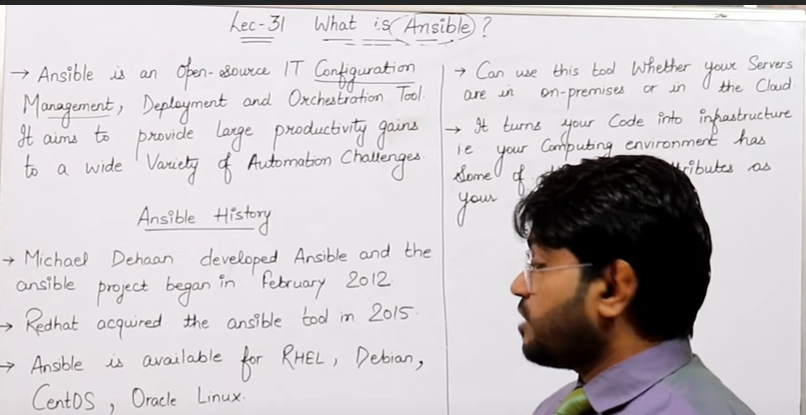 Lec-31 What is Ansible ?
→ Ansible is an Open-source IT Configuration
Management, Deployment and Orchestration Tool.
It aims to provide large productivity gains
to a wide Variety of Automation Challenges.
Ansible History
→ Michael Dehaan developed Ansible and the
ansible project began in February 2012.
→ Redhat acquired the ansible tool in 2015.
→ Ansible is available for RHEL, Debian,
CentOS, Oracle Linux.
→ Can use this tool Whether your Servers
are in on-premises or in the Cloud.
→ It turns your Code into infrastructure
i.e your Computing environment has
Some of as
your